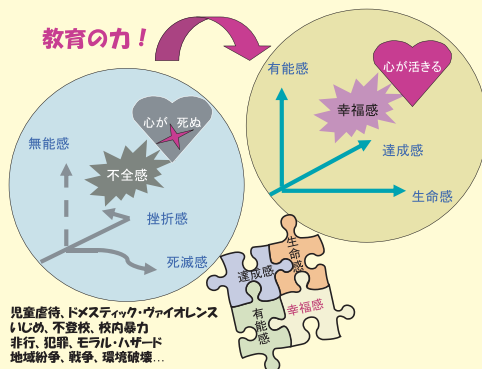 教育の力!
心が 死ぬ
無能感
不全感
挫折感
死滅感
心が活きる
有能感
幸福感
達成感
生命感
生命感
達成感
有能感
幸福感
児童虐待、ドメスティック・ヴァイオレンス
いじめ、不登校、校内暴力
非行、犯罪、モラル・ハザード
地域紛争、戦争、環境破壊…